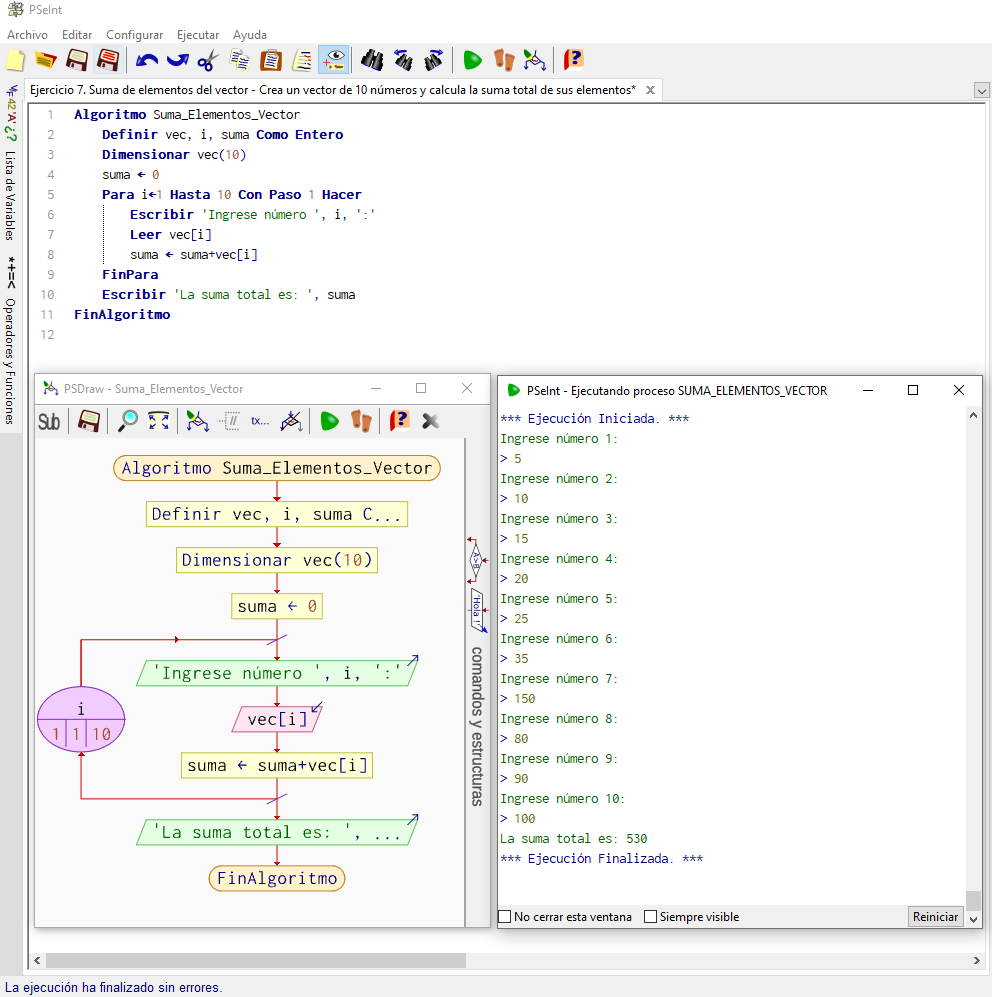 PSeInt
Archivo Editar Configurar Ejecutar Ayuda
Ejercicio 7. Suma de elementos del vector - Crea un vector de 10 números y calcula la suma total de sus elementos*
42 'A' ¿?
Lista de Variables
*+=<
Operadores y Funciones
1 Algoritmo Suma_Elementos_Vector
2 Definir vec, i, suma Como Entero
3 Dimensionar vec(10)
4 suma ← 0
5 Para i←1 Hasta 10 Con Paso 1 Hacer
6 Escribir 'Ingrese número ', i, ':'
7 Leer vec[i]
8 suma ← suma+vec[i]
9 FinPara
10 Escribir 'La suma total es: ', suma
11 FinAlgoritmo
12
PSDraw - Suma_Elementos_Vector
Sub // tx...
Algoritmo Suma_Elementos_Vector
Definir vec, i, suma C...
Dimensionar vec(10)
suma ← 0
'Ingrese número ', i, ':'
i
1 1 10
vec[i]
suma ← suma+vec[i]
'La suma total es: ', ...
FinAlgoritmo
A>B
'Hola !'
comandos y estructuras
PSeInt - Ejecutando proceso SUMA_ELEMENTOS_VECTOR
*** Ejecución Iniciada. ***
Ingrese número 1:
> 5
Ingrese número 2:
> 10
Ingrese número 3:
> 15
Ingrese número 4:
> 20
Ingrese número 5:
> 25
Ingrese número 6:
> 35
Ingrese número 7:
> 150
Ingrese número 8:
> 80
Ingrese número 9:
> 90
Ingrese número 10:
> 100
La suma total es: 530
*** Ejecución Finalizada. ***
No cerrar esta ventana Siempre visible Reiniciar
La ejecución ha finalizado sin errores.